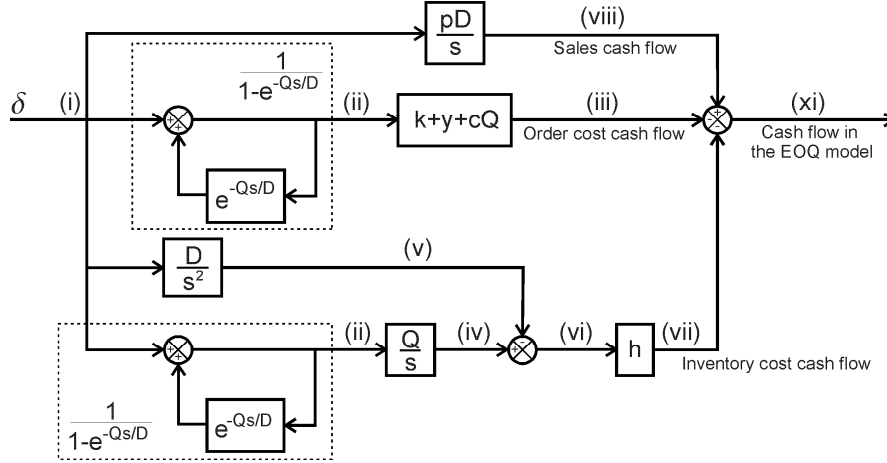 (viii)
pD
s
Sales cash flow
1
1-e^-Qs/D
δ
(i)
(ii)
k+y+cQ
(iii)
Order cost cash flow
(xi)
Cash flow in
the EOQ model
e^-Qs/D
D
s²
(v)
(ii)
Q
s
(iv)
(vi)
h
(vii)
Inventory cost cash flow
1
1-e^-Qs/D
e^-Qs/D